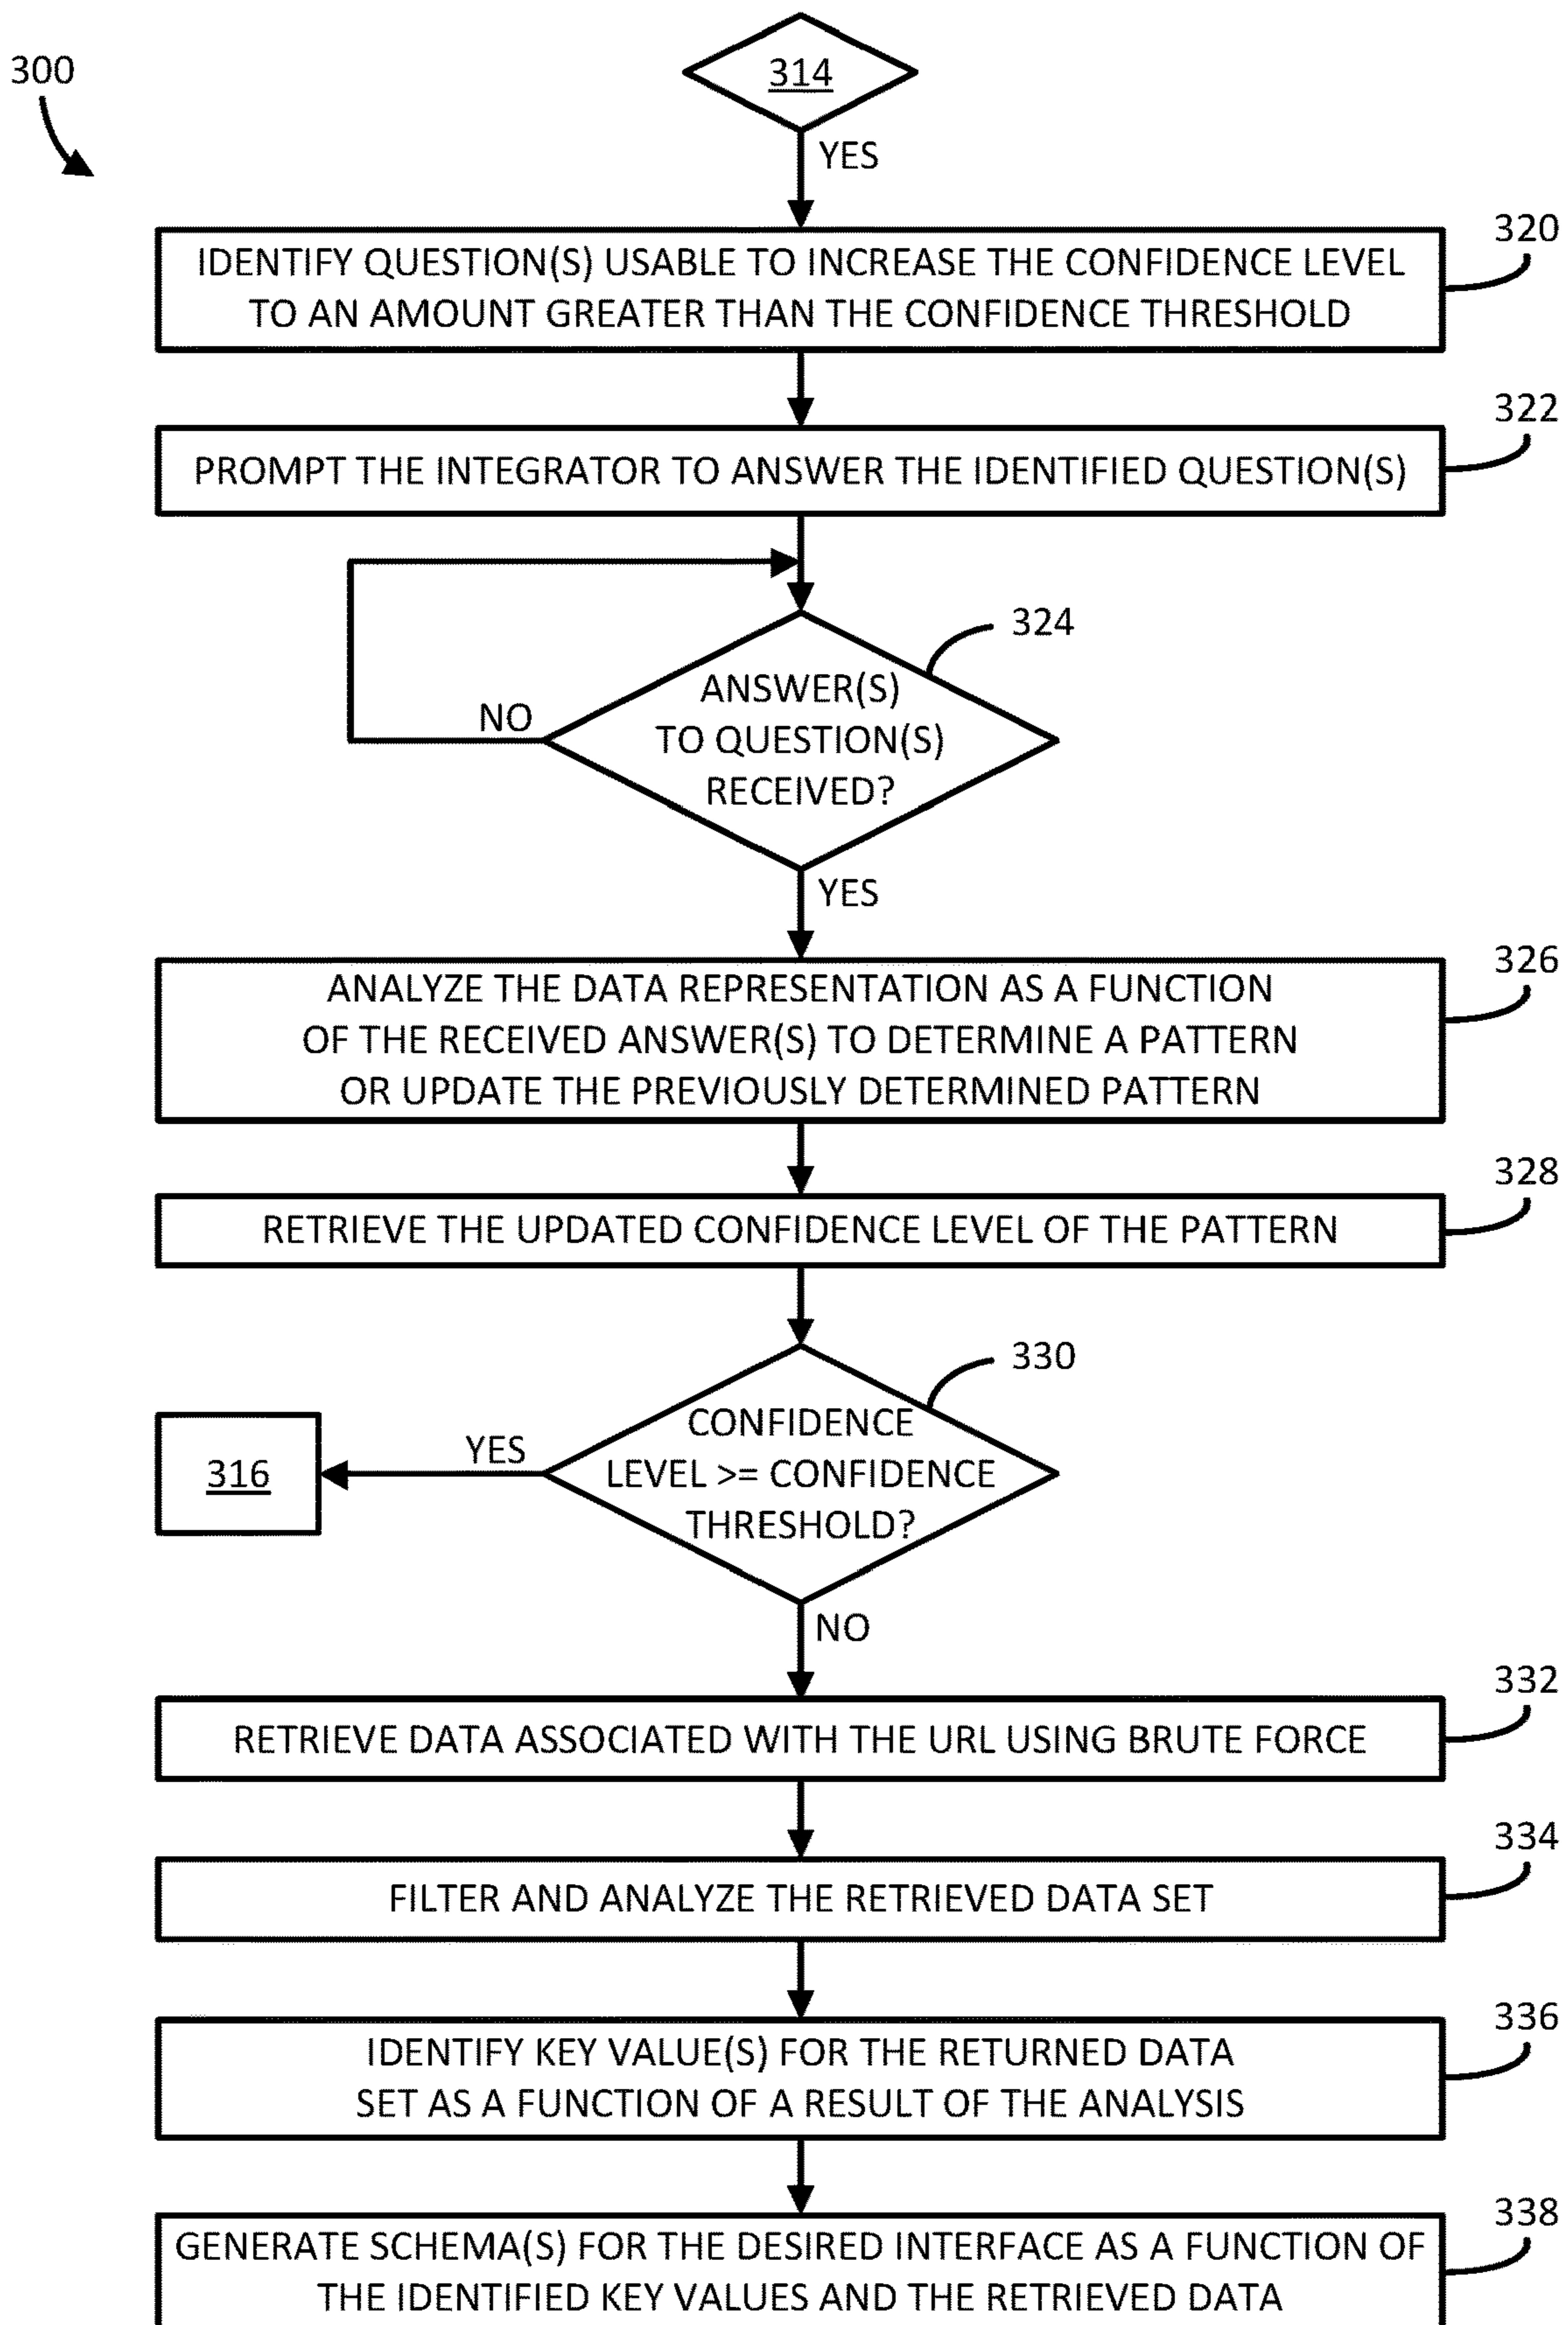 300
314
YES
320
IDENTIFY QUESTION(S) USABLE TO INCREASE THE CONFIDENCE LEVEL
TO AN AMOUNT GREATER THAN THE CONFIDENCE THRESHOLD
322
PROMPT THE INTEGRATOR TO ANSWER THE IDENTIFIED QUESTION(S)
324
ANSWER(S)
NO
TO QUESTION(S)
RECEIVED?
YES
326
ANALYZE THE DATA REPRESENTATION AS A FUNCTION
OF THE RECEIVED ANSWER(S) TO DETERMINE A PATTERN
OR UPDATE THE PREVIOUSLY DETERMINED PATTERN
328
RETRIEVE THE UPDATED CONFIDENCE LEVEL OF THE PATTERN
330
CONFIDENCE
LEVEL >= CONFIDENCE
THRESHOLD?
YES
316
NO
332
RETRIEVE DATA ASSOCIATED WITH THE URL USING BRUTE FORCE
334
FILTER AND ANALYZE THE RETRIEVED DATA SET
336
IDENTIFY KEY VALUE(S) FOR THE RETURNED DATA
SET AS A FUNCTION OF A RESULT OF THE ANALYSIS
338
GENERATE SCHEMA(S) FOR THE DESIRED INTERFACE AS A FUNCTION OF
THE IDENTIFIED KEY VALUES AND THE RETRIEVED DATA